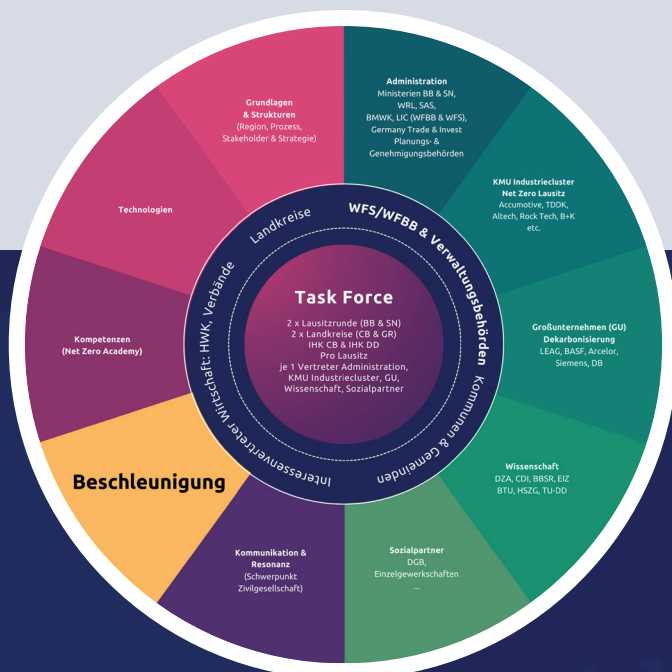 Administration
Ministerien BB & SN,
WRL, SAS,
BMWK, LIC (WFBB & WFS),
Germany Trade & Invest
Planungs- &
Genehmigungsbehörden
KMU Industriecluster
Net Zero Lausitz
Accumotive, TDDK,
Altech, Rock Tech, B+K
etc.
Großunternehmen (GU)
Dekarbonisierung
LEAG, BASF, Arcelor,
Siemens, DB
Wissenschaft
DZA, CDI, BBSR, EIZ
BTU, HSZG, TU-DD
Sozialpartner
DGB,
Einzelgewerkschaften
...
Kommunikation &
Resonanz
(Schwerpunkt
Zivilgesellschaft)
Beschleunigung
Kompetenzen
(Net Zero Academy)
Technologien
Grundlagen
& Strukturen
(Region, Prozess,
Stakeholder & Strategie)
Landkreise
WFS/WFBB & Verwaltungsbehörden
Kommunen & Gemeinden
Interessenvertreter Wirtschaft: HWK, Verbände
Task Force
2 x Lausitzrunde (BB & SN)
2 x Landkreise (CB & GR)
IHK CB & IHK DD
Pro Lausitz
je 1 Vertreter Administration,
KMU Industriecluster, GU,
Wissenschaft, Sozialpartner